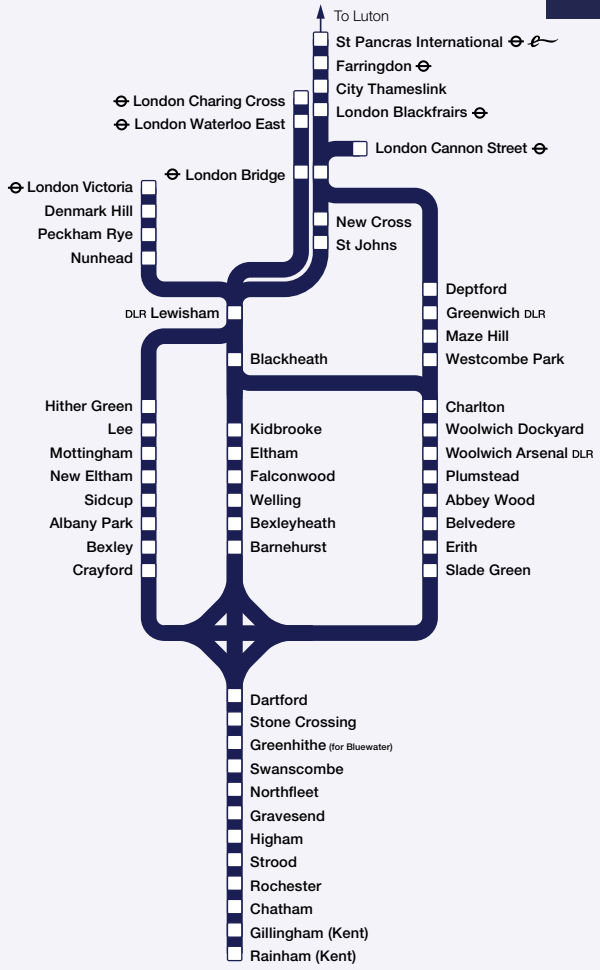 To Luton
St Pancras International
Farringdon
City Thameslink
London Blackfrairs
London Charing Cross
London Waterloo East
London Cannon Street
London Bridge
London Victoria
Denmark Hill
Peckham Rye
Nunhead
New Cross
St Johns
DLR Lewisham
Blackheath
Deptford
Greenwich DLR
Maze Hill
Westcombe Park
Hither Green
Lee
Mottingham
New Eltham
Sidcup
Albany Park
Bexley
Crayford
Kidbrooke
Eltham
Falconwood
Welling
Bexleyheath
Barnehurst
Charlton
Woolwich Dockyard
Woolwich Arsenal DLR
Plumstead
Abbey Wood
Belvedere
Erith
Slade Green
Dartford
Stone Crossing
Greenhithe (for Bluewater)
Swanscombe
Northfleet
Gravesend
Higham
Strood
Rochester
Chatham
Gillingham (Kent)
Rainham (Kent)